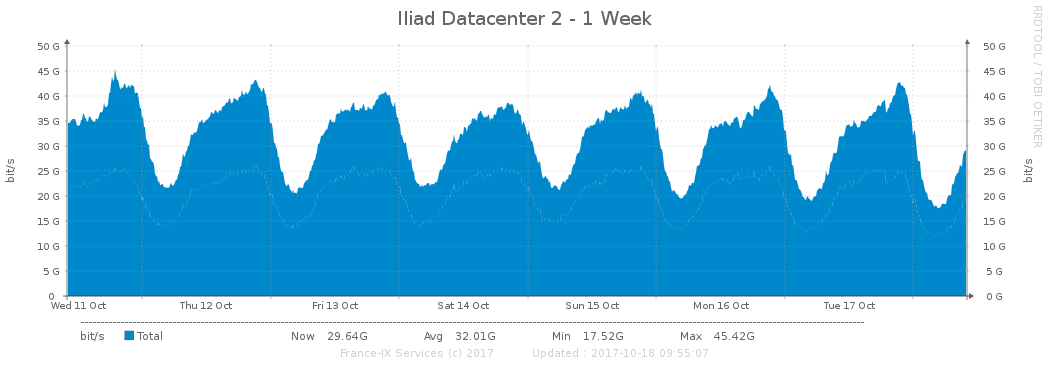 Iliad Datacenter 2 - 1 Week
RRDTOOL / TOBI OETIKER
bit/s
50 G 50 G
45 G 45 G
40 G 40 G
35 G 35 G
30 G 30 G
25 G 25 G
20 G 20 G
15 G 15 G
10 G 10 G
5 G 5 G
0 0 G
bit/s
Wed 11 Oct Thu 12 Oct Fri 13 Oct Sat 14 Oct Sun 15 Oct Mon 16 Oct Tue 17 Oct
bit/s Total Now 29.64G Avg 32.01G Min 17.52G Max 45.42G
France-IX Services (c) 2017 Updated : 2017-10-18 09:55:07